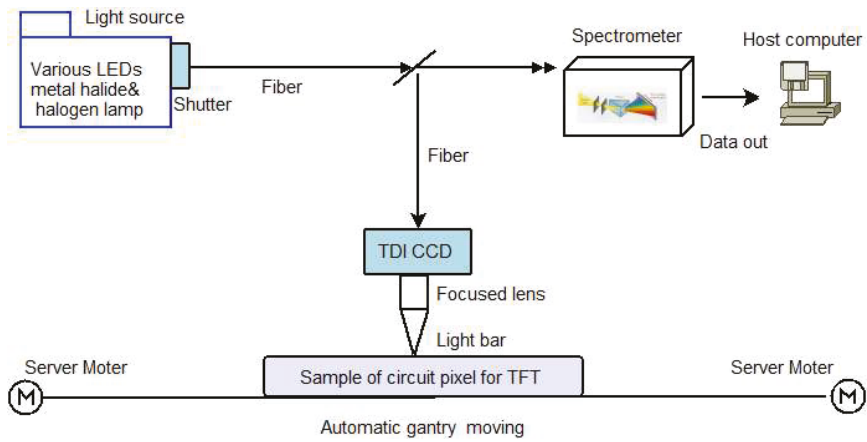 Light source
Various LEDs
metal halide&
halogen lamp
Shutter
Fiber
Spectrometer
Host computer
Data out
Fiber
TDI CCD
Focused lens
Light bar
Server Moter
Sample of circuit pixel for TFT
Server Moter
M
M
Automatic gantry moving